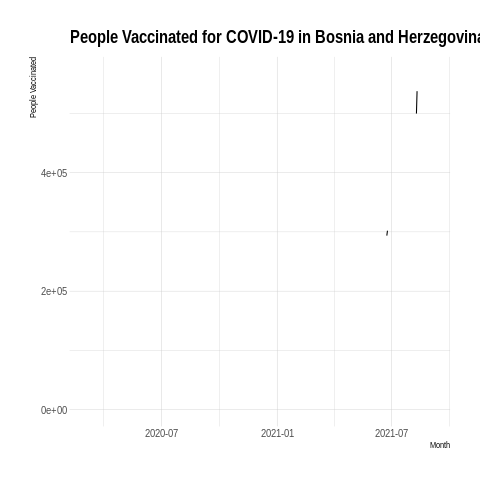 People Vaccinated for COVID-19 in Bosnia and Herzegovina
People Vaccinated
4e+05
2e+05
0e+00
2020-07
2021-01
2021-07
Month